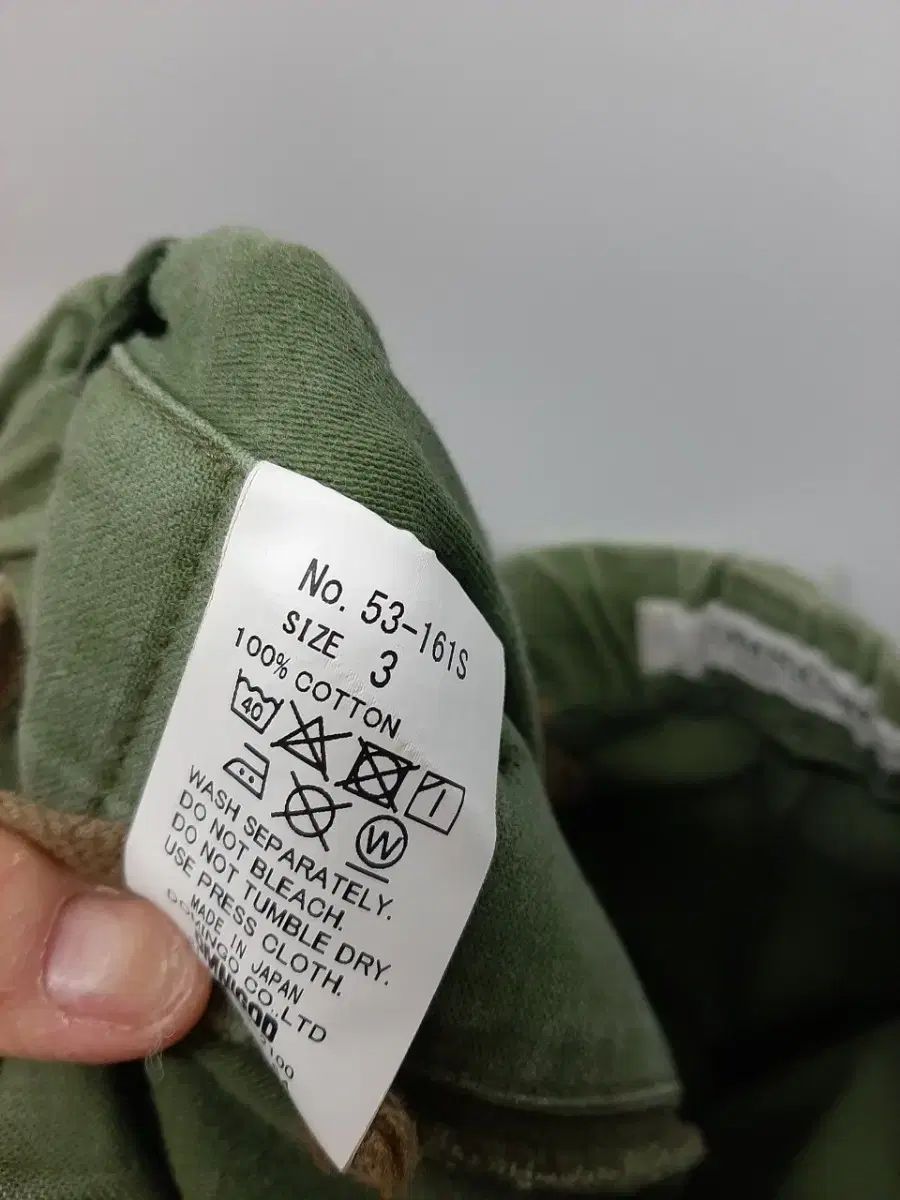 No. 53-161S
SIZE 3
100% COTTON
40
W
WASH SEPARATELY.
DO NOT BLEACH.
DO NOT TUMBLE DRY.
USE PRESS CLOTH.
MADE IN JAPAN
DOMINGO CO.,LTD